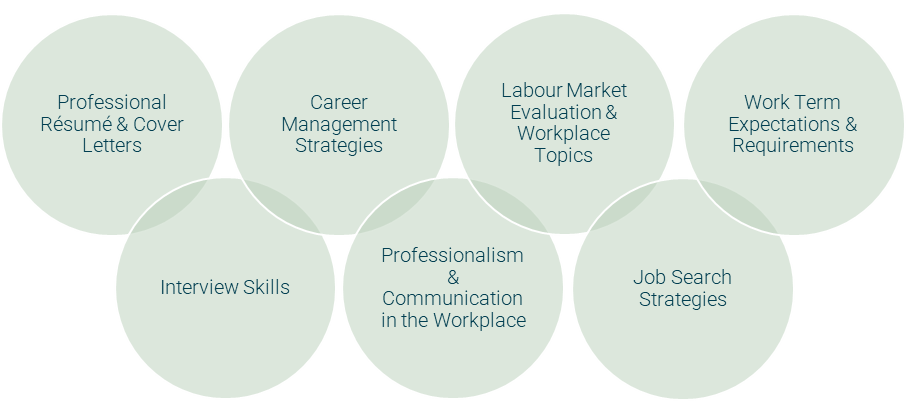 Professional
Résumé & Cover
Letters
Career
Management
Strategies
Labour Market
Evaluation &
Workplace
Topics
Work Term
Expectations &
Requirements
Interview Skills
Professionalism
&
Communication
in the Workplace
Job Search
Strategies